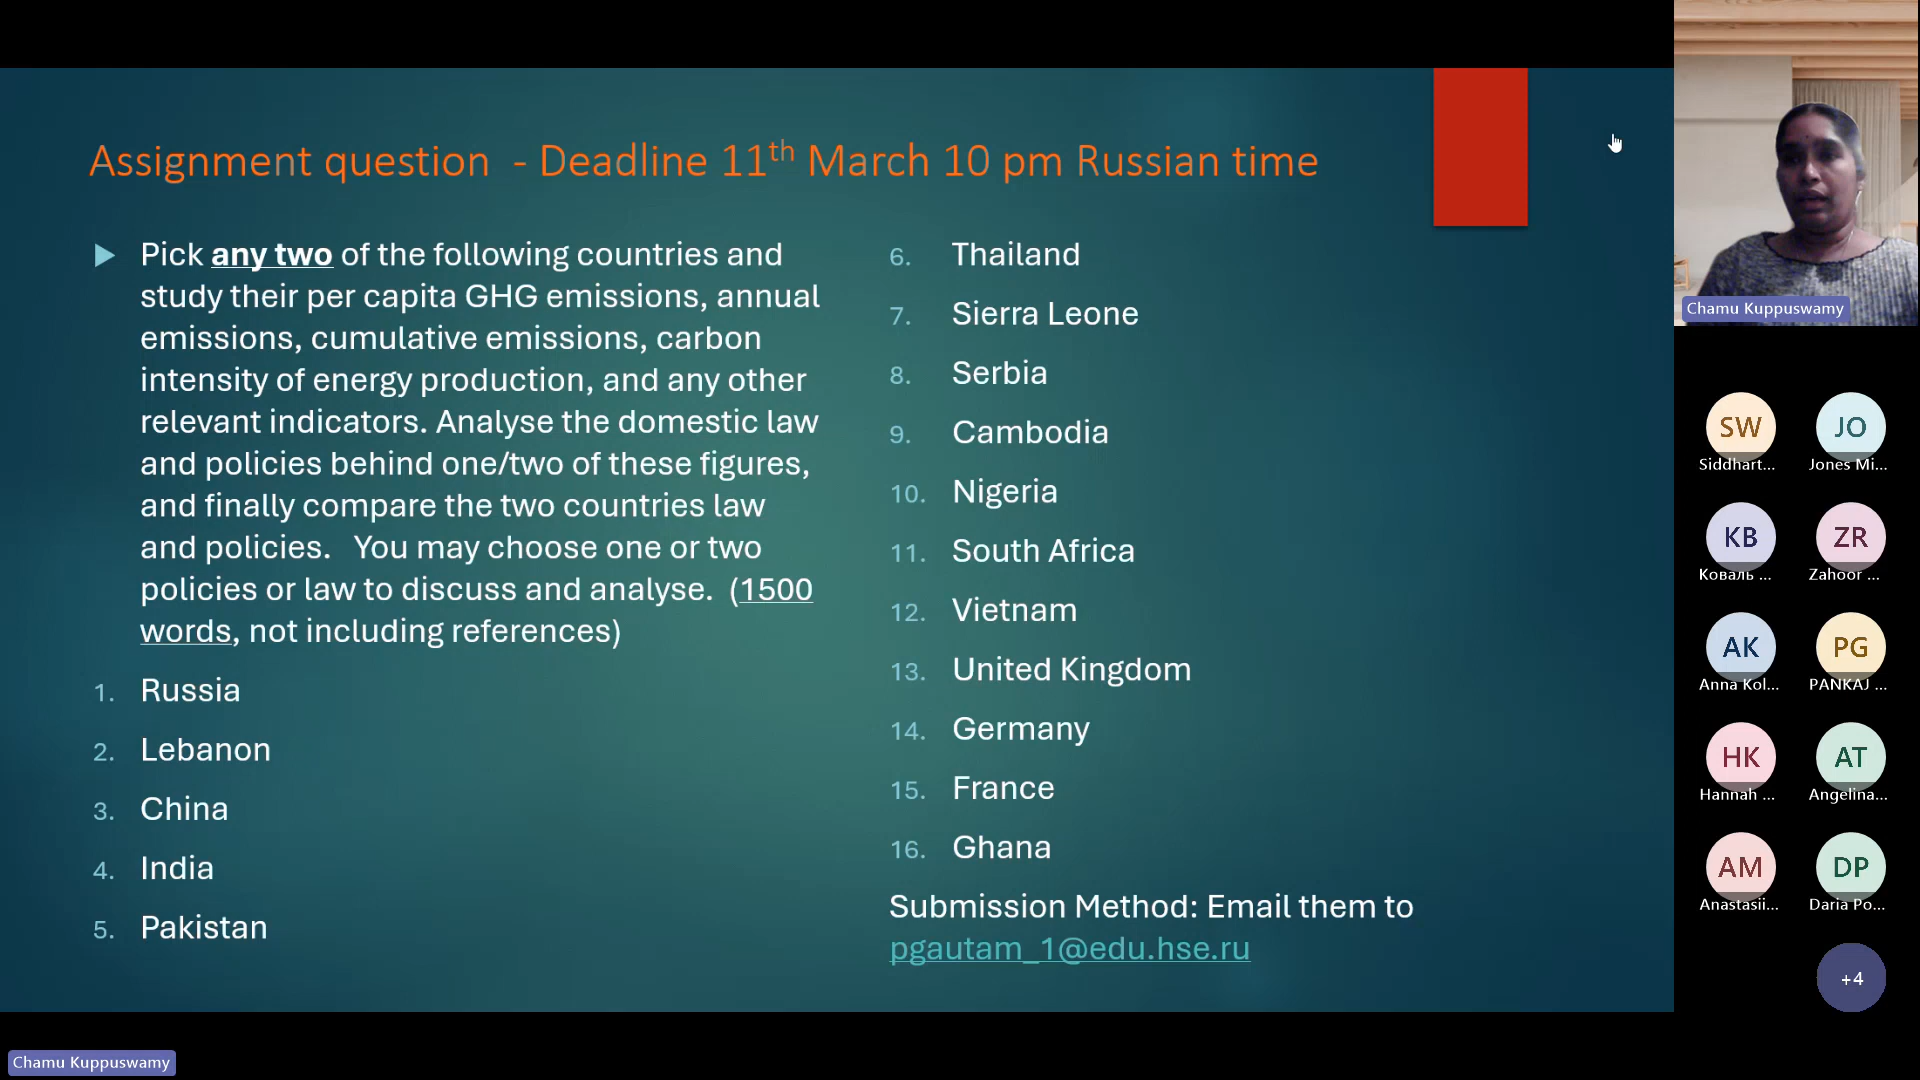 Assignment question - Deadline 11th March 10 pm Russian time
Pick any two of the following countries and
study their per capita GHG emissions, annual
emissions, cumulative emissions, carbon
intensity of energy production, and any other
relevant indicators. Analyse the domestic law
and policies behind one/two of these figures,
and finally compare the two countries law
and policies. You may choose one or two
policies or law to discuss and analyse. (1500
words, not including references)
1. Russia
2. Lebanon
3. China
4. India
5. Pakistan
6. Thailand
7. Sierra Leone
8. Serbia
9. Cambodia
10. Nigeria
11. South Africa
12. Vietnam
13. United Kingdom
14. Germany
15. France
16. Ghana
Submission Method: Email them to
pgautam_1@edu.hse.ru
Chamu Kuppuswamy
SW JO
Siddhart... Jones Mi...
KB ZR
Коваль ... Zahoor ...
AK PG
Anna Kol... PANKAJ ...
HK AT
Hannah ... Angelina...
AM DP
Anastasii... Daria Po...
+4
Chamu Kuppuswamy